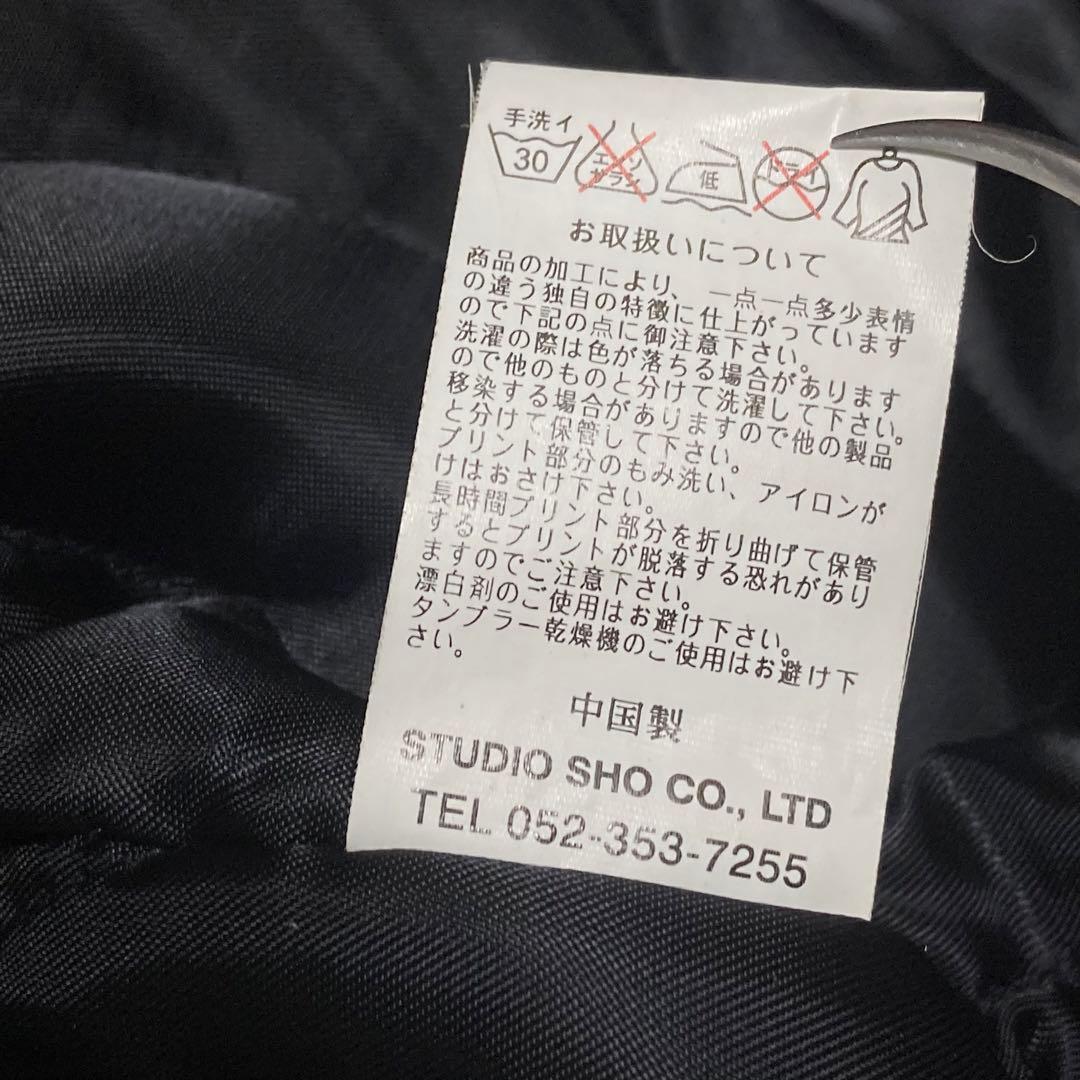 手洗イ
30
エンソ
サラシ
低
ドライ
お取扱いについて
商品の加工により、一点一点多少表情
の違う独自の特徴に仕上がっています
ので下記の点に御注意下さい。
洗濯の際は色が落ちる場合があります
ので他のものと分けて洗濯して下さい。
移染する場合がありますので他の製品
と分けて保管して下さい。
プリント部分のもみ洗い、アイロンが
けはおさけ下さい。
長時間プリント部分を折り曲げて保管
するとプリントが脱落する恐れがあり
ますのでご注意下さい。
漂白剤のご使用はお避け下さい。
タンブラー乾燥機のご使用はお避け下
さい。
中国製
STUDIO SHO CO., LTD
TEL 052-353-7255